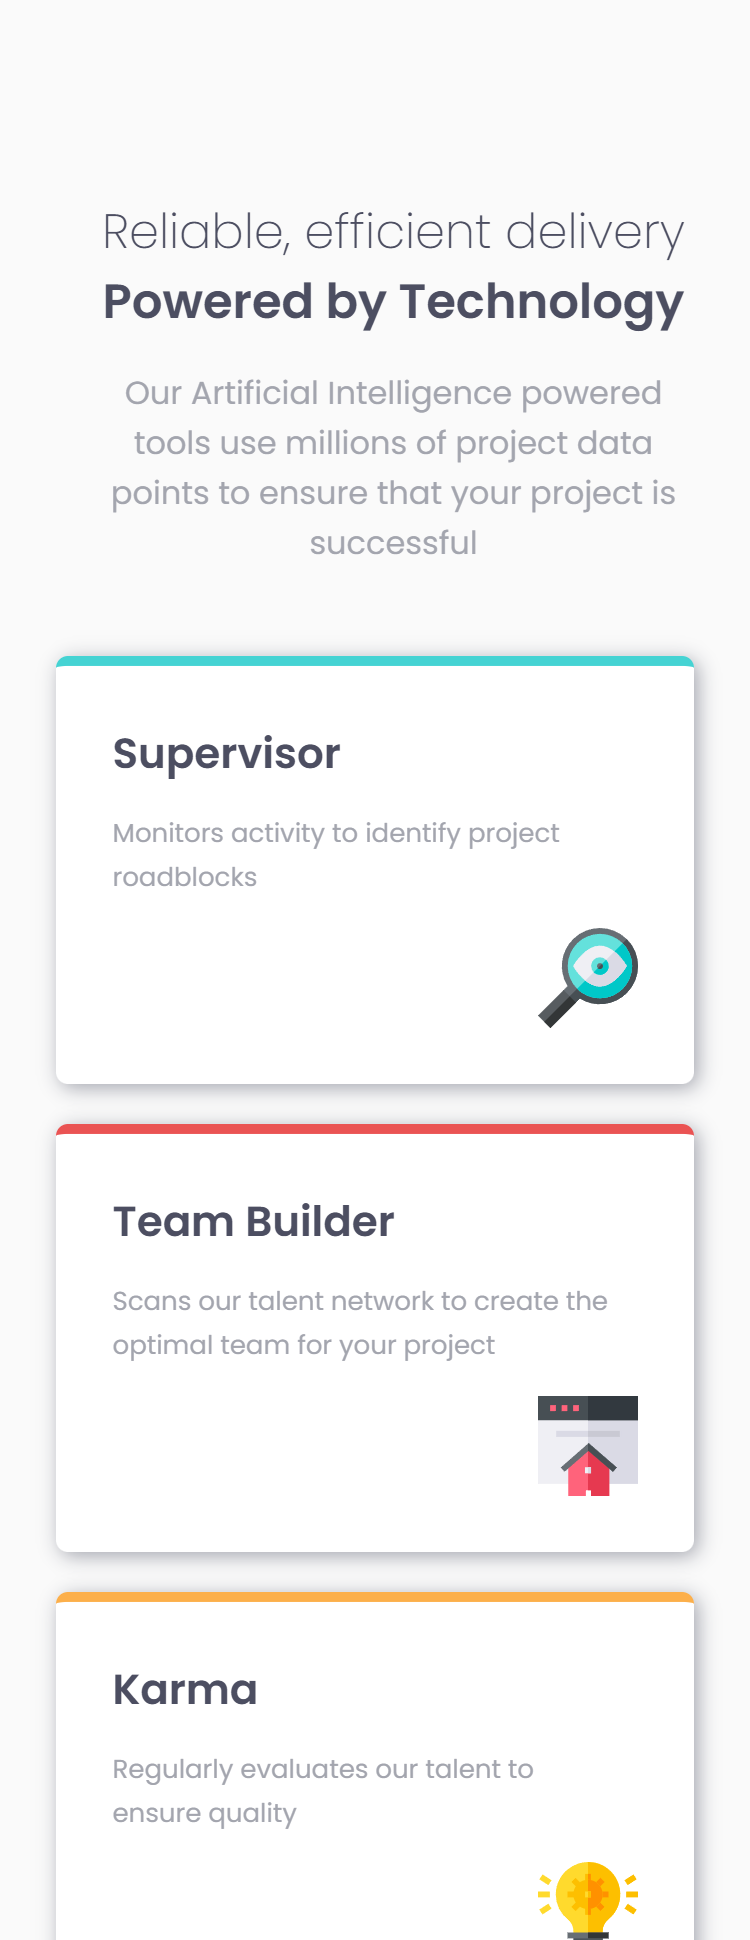 Reliable, efficient delivery
Powered by Technology
Our Artificial Intelligence powered
tools use millions of project data
points to ensure that your project is
successful
Supervisor
Monitors activity to identify project
roadblocks
Team Builder
Scans our talent network to create the
optimal team for your project
Karma
Regularly evaluates our talent to
ensure quality